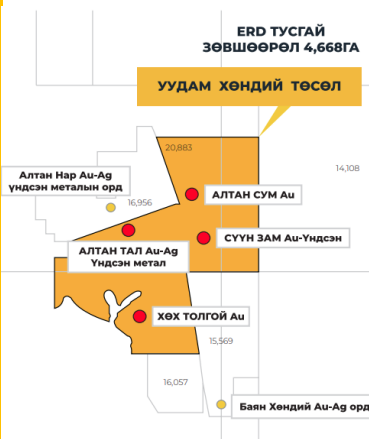 ERD ТУСГАЙ
ЗӨВШӨӨРӨЛ 4,668ГА
УУДАМ ХӨНДИЙ ТӨСӨЛ
20,883
14,108
Алтан Нар Au-Ag
үндсэн металын орд
16,956
АЛТАН СУМ Au
СҮҮН ЗАМ Au-Үндсэн
АЛТАН ТАЛ Au-Ag
Үндсэн метал
ХӨХ ТОЛГОЙ Au
15,569
16,057
Баян Хөндий Au-Ag орд